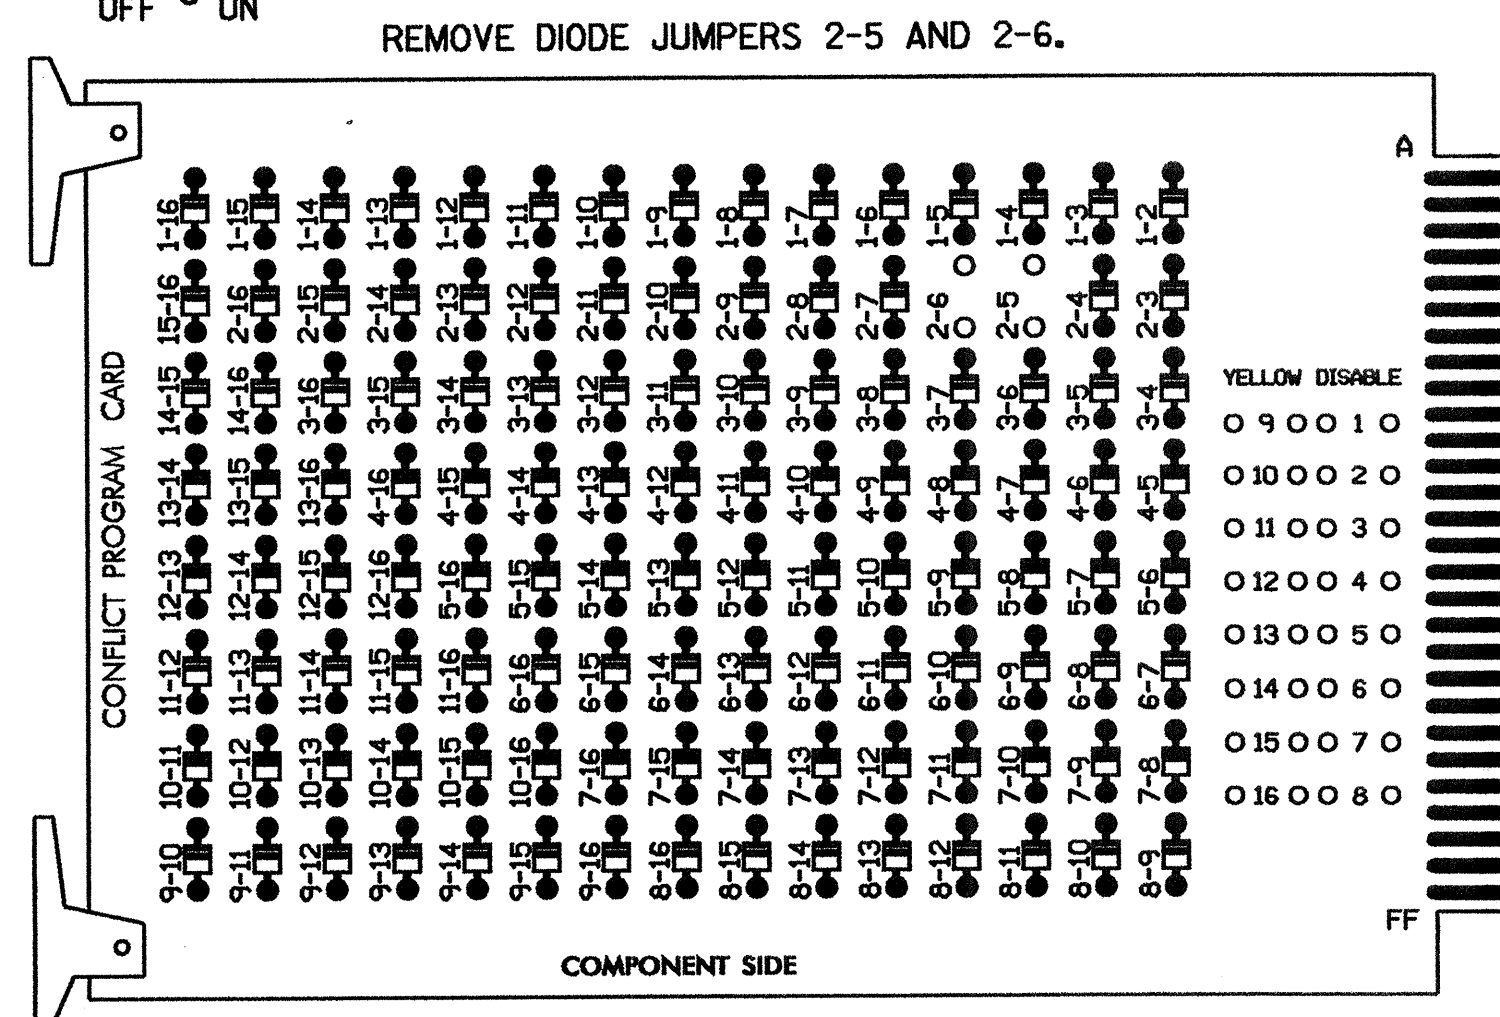 OFF ON
REMOVE DIODE JUMPERS 2-5 AND 2-6.
A
1-16 1-15 1-14 1-13 1-12 1-11 1-10 1-9 1-8 1-7 1-6 1-5 1-4 1-3 1-2
15-16 2-16 2-15 2-14 2-13 2-12 2-11 2-10 2-9 2-8 2-7 2-6 2-5 2-4 2-3
14-15 14-16 3-16 3-15 3-14 3-13 3-12 3-11 3-10 3-9 3-8 3-7 3-6 3-5 3-4
13-14 13-15 13-16 4-16 4-15 4-14 4-13 4-12 4-11 4-10 4-9 4-8 4-7 4-6 4-5
12-13 12-14 12-15 12-16 5-16 5-15 5-14 5-13 5-12 5-11 5-10 5-9 5-8 5-7 5-6
11-12 11-13 11-14 11-15 11-16 6-16 6-15 6-14 6-13 6-12 6-11 6-10 6-9 6-8 6-7
10-11 10-12 10-13 10-14 10-15 10-16 7-16 7-15 7-14 7-13 7-12 7-11 7-10 7-9 7-8
9-10 9-11 9-12 9-13 9-14 9-15 9-16 8-16 8-15 8-14 8-13 8-12 8-11 8-10 8-9
CONFLICT PROGRAM CARD
YELLOW DISABLE
9 1
10 2
11 3
12 4
13 5
14 6
15 7
16 8
FF
COMPONENT SIDE